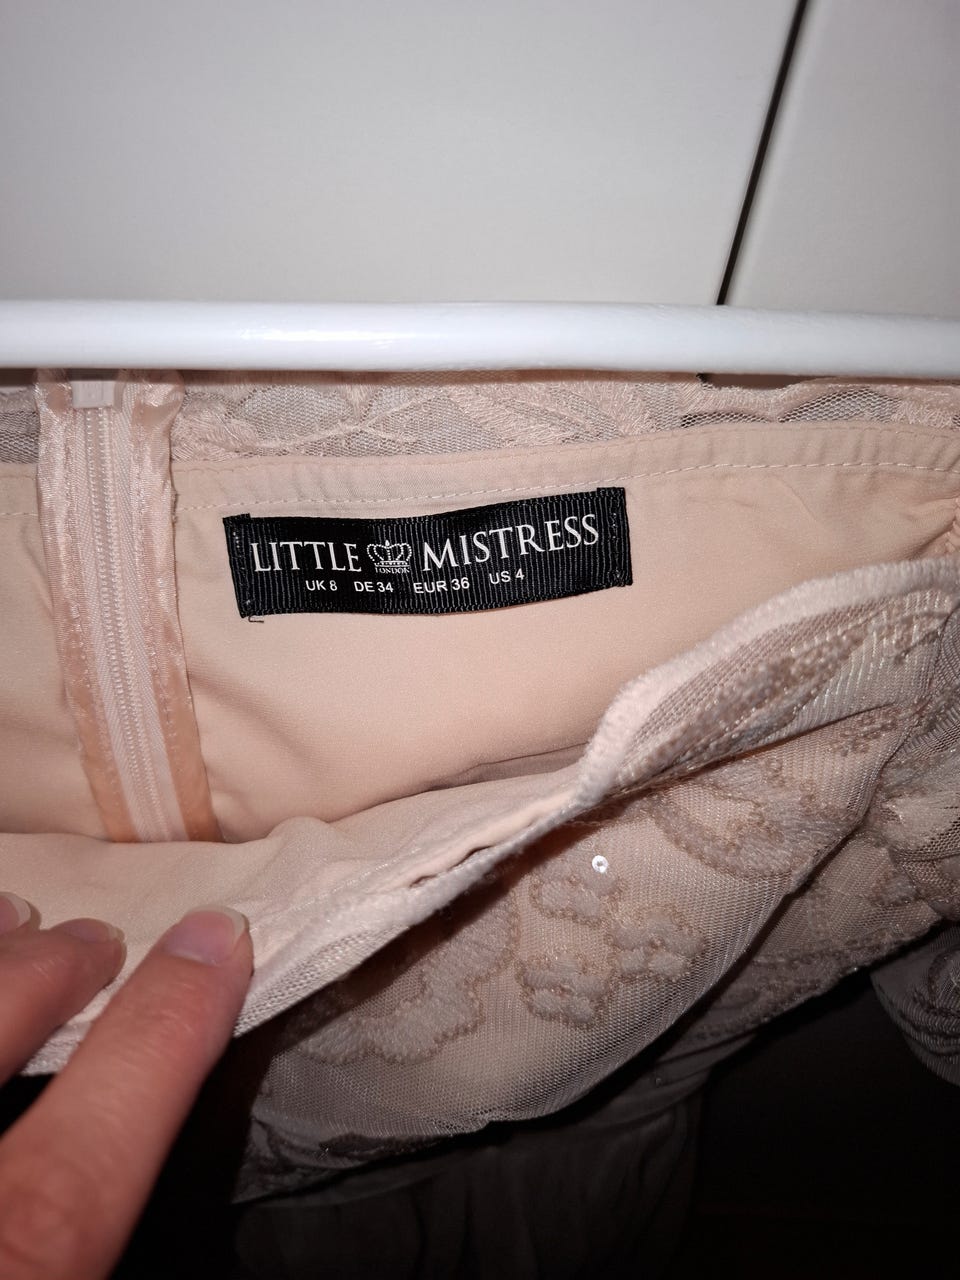 LITTLE LONDON MISTRESS
UK 8 DE 34 EUR 36 US 4